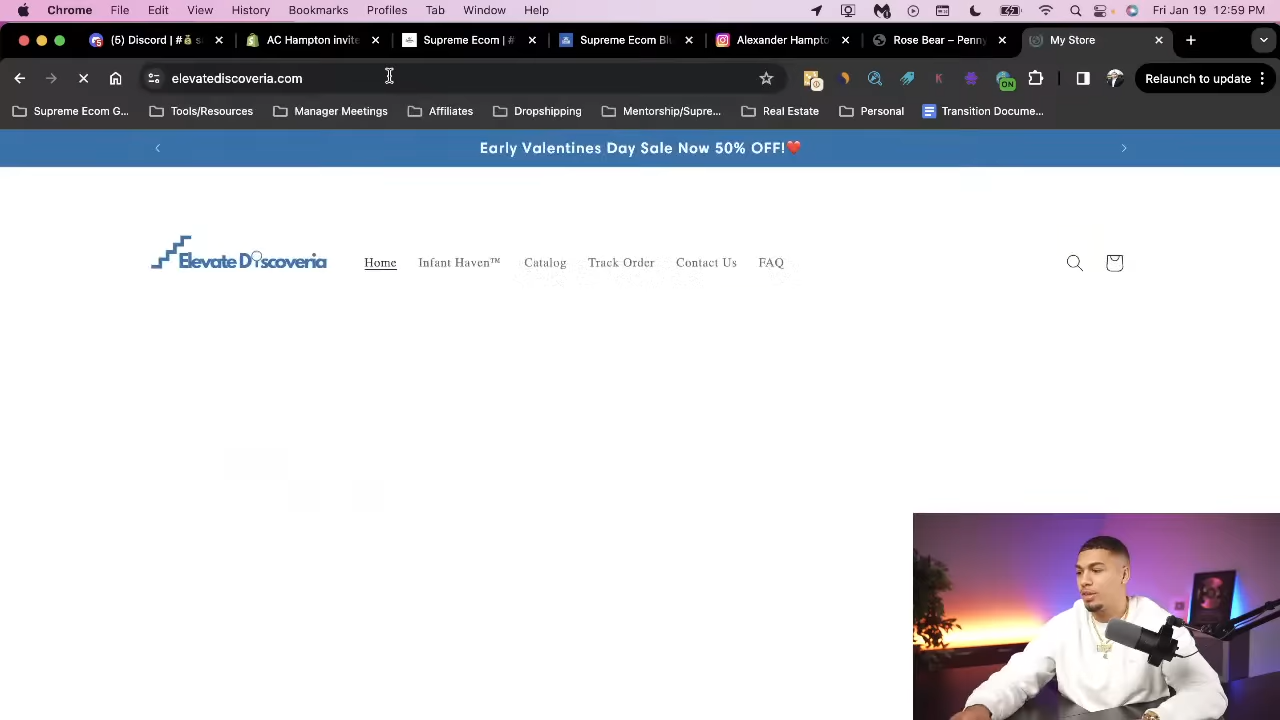 Chrome File Edit View History Bookmarks Profiles Tab Window Help Fri Jan 19 12:59 PM
(5) Discord | #💰 s AC Hampton invite Supreme Ecom | # Supreme Ecom Bl Alexander Hampto Rose Bear – Penny My Store
elevatediscoveria.com ON Relaunch to update
Supreme Ecom G... Tools/Resources Manager Meetings Affiliates Dropshipping Mentorship/Supre... Real Estate Personal Transition Docume...
Early Valentines Day Sale Now 50% OFF!❤️
Elevate Discoveria Home Infant Haven™ Catalog Track Order Contact Us FAQ